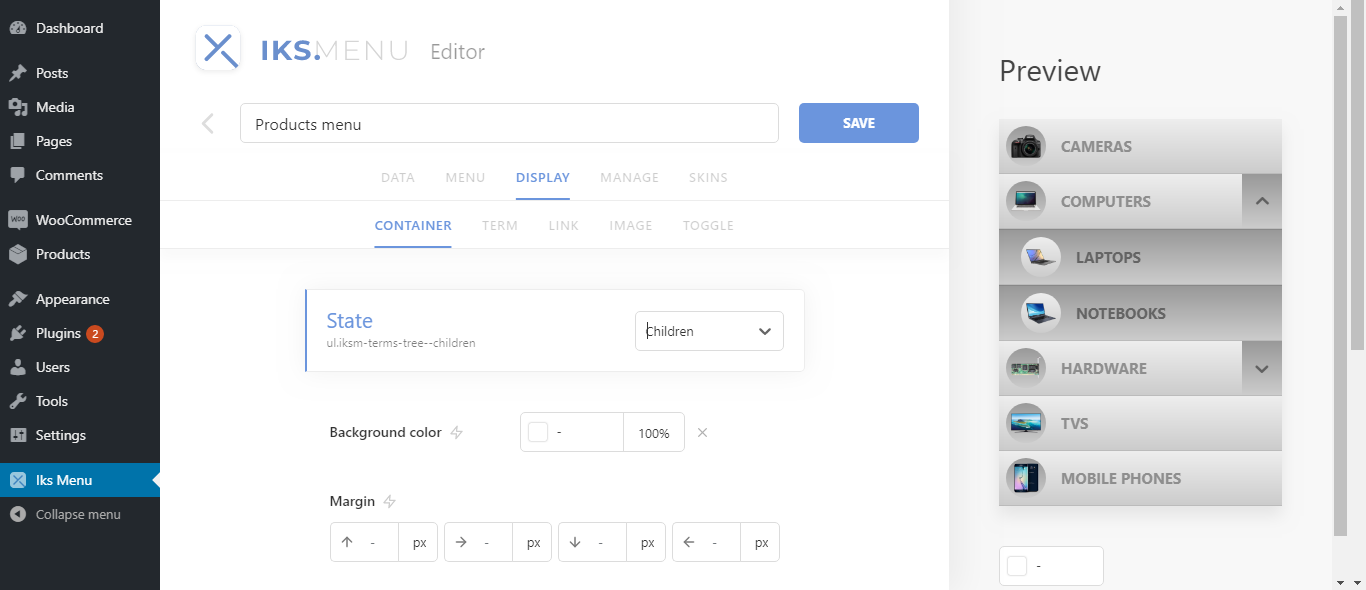 Dashboard
Posts
Media
Pages
Comments
WOO WooCommerce
Products
Appearance
Plugins 2
Users
Tools
Settings
Iks Menu
Collapse menu
IKS.MENU Editor
Products menu
SAVE
DATA MENU DISPLAY MANAGE SKINS
CONTAINER TERM LINK IMAGE TOGGLE
State
ul.iksm-terms-tree--children
Children
Background color
- 100%
Margin
- px - px - px - px
Preview
CAMERAS
COMPUTERS
LAPTOPS
NOTEBOOKS
HARDWARE
TVS
MOBILE PHONES
-